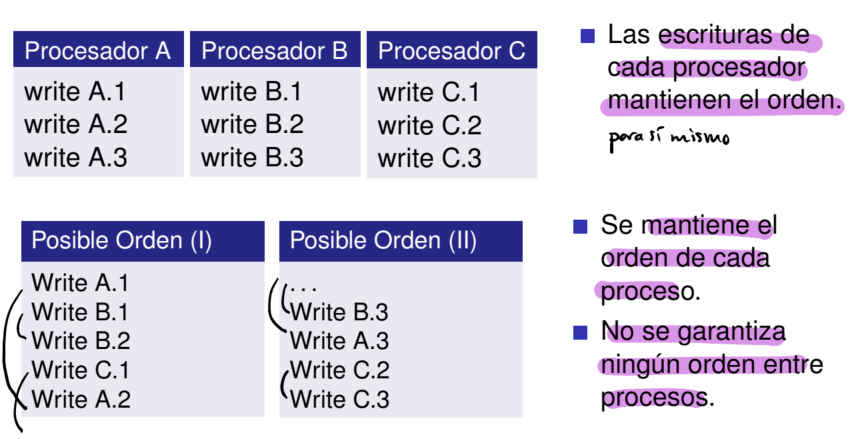 Procesador A Procesador B Procesador C
write A.1 write B.1 write C.1
write A.2 write B.2 write C.2
write A.3 write B.3 write C.3
Las escrituras de
cada procesador
mantienen el orden.
para sí mismo
Posible Orden (I) Posible Orden (II)
Write A.1 ...
Write B.1 Write B.3
Write B.2 Write A.3
Write C.1 Write C.2
Write A.2 Write C.3
Se mantiene el
orden de cada
proceso.
No se garantiza
ningún orden entre
procesos.